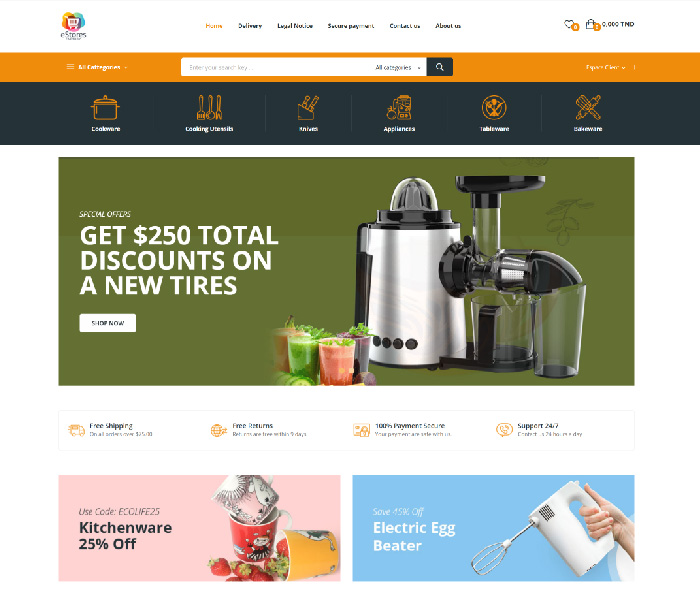 eStores
Home Delivery Legal Notice Secure payment Contact us About us
0,000 TND
All Cattegories
Enter your search key
All categories
Espace Client
Cookware
Cooking Utensils
Knives
Appliances
Tableware
Bakeware
SPECIAL OFFERS
GET $250 TOTAL
DISCOUNTS ON
A NEW TIRES
SHOP NOW
Free Shipping
On all orders over $75.00
Free Returns
Returns are free within 9 days
100% Payment Secure
Your payment are safe with us.
Support 24/7
Contact us 24 hours a day
Use Code: ECOLIFE25
Kitchenware
25% Off
Save 45% Off
Electric Egg
Beater